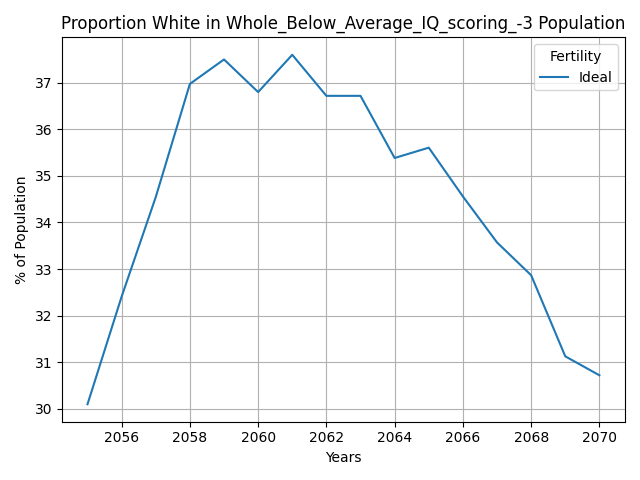 Proportion White in Whole_Below_Average_IQ_scoring_-3 Population
Fertility
Ideal
% of Population
37
36
35
34
33
32
31
30
2056 2058 2060 2062 2064 2066 2068 2070
Years